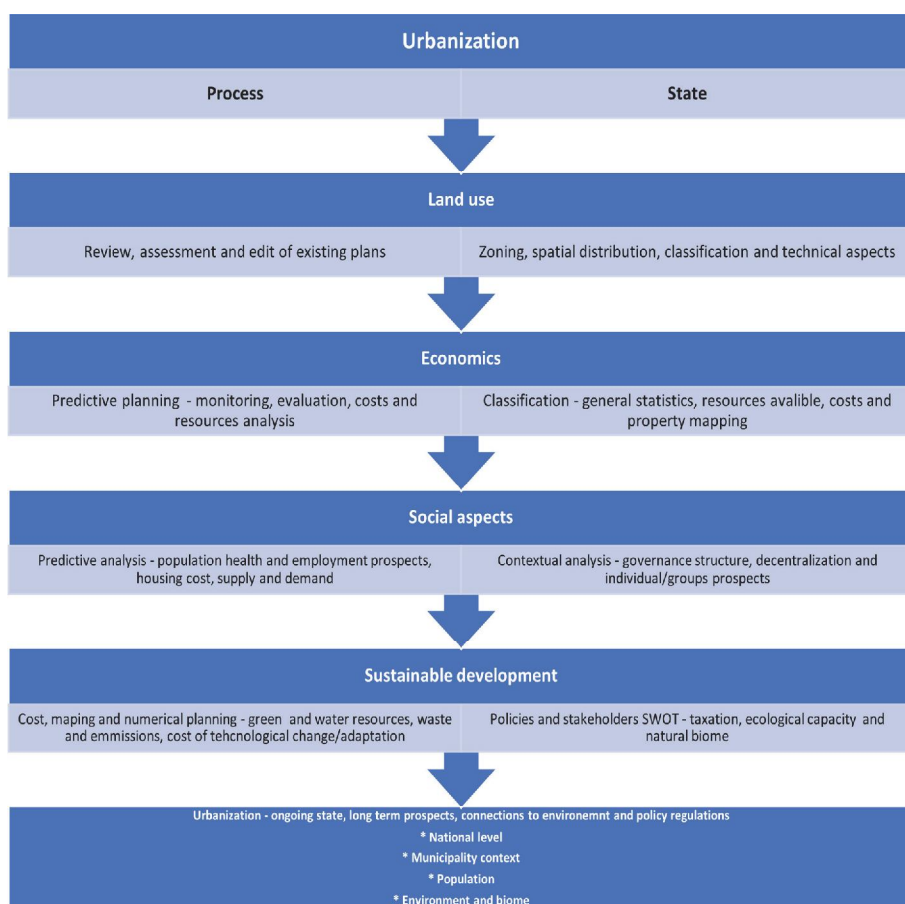 Urbanization
Process
State
Land use
Review, assessment and edit of existing plans
Zoning, spatial distribution, classification and technical aspects
Economics
Predictive planning - monitoring, evaluation, costs and
resources analysis
Classification - general statistics, resources avalible, costs and
property mapping
Social aspects
Predictive analysis - population health and employment prospects,
housing cost, supply and demand
Contextual analysis - governance structure, decentralization and
individual/groups prospects
Sustainable development
Cost, maping and numerical planning - green and water resources, waste
and emmissions, cost of tehcnological change/adaptation
Policies and stakeholders SWOT - taxation, ecological capacity and
natural biome
Urbanization - ongoing state, long term prospects, connections to environemnt and policy regulations
* National level
* Municipality context
* Population
* Environment and biome